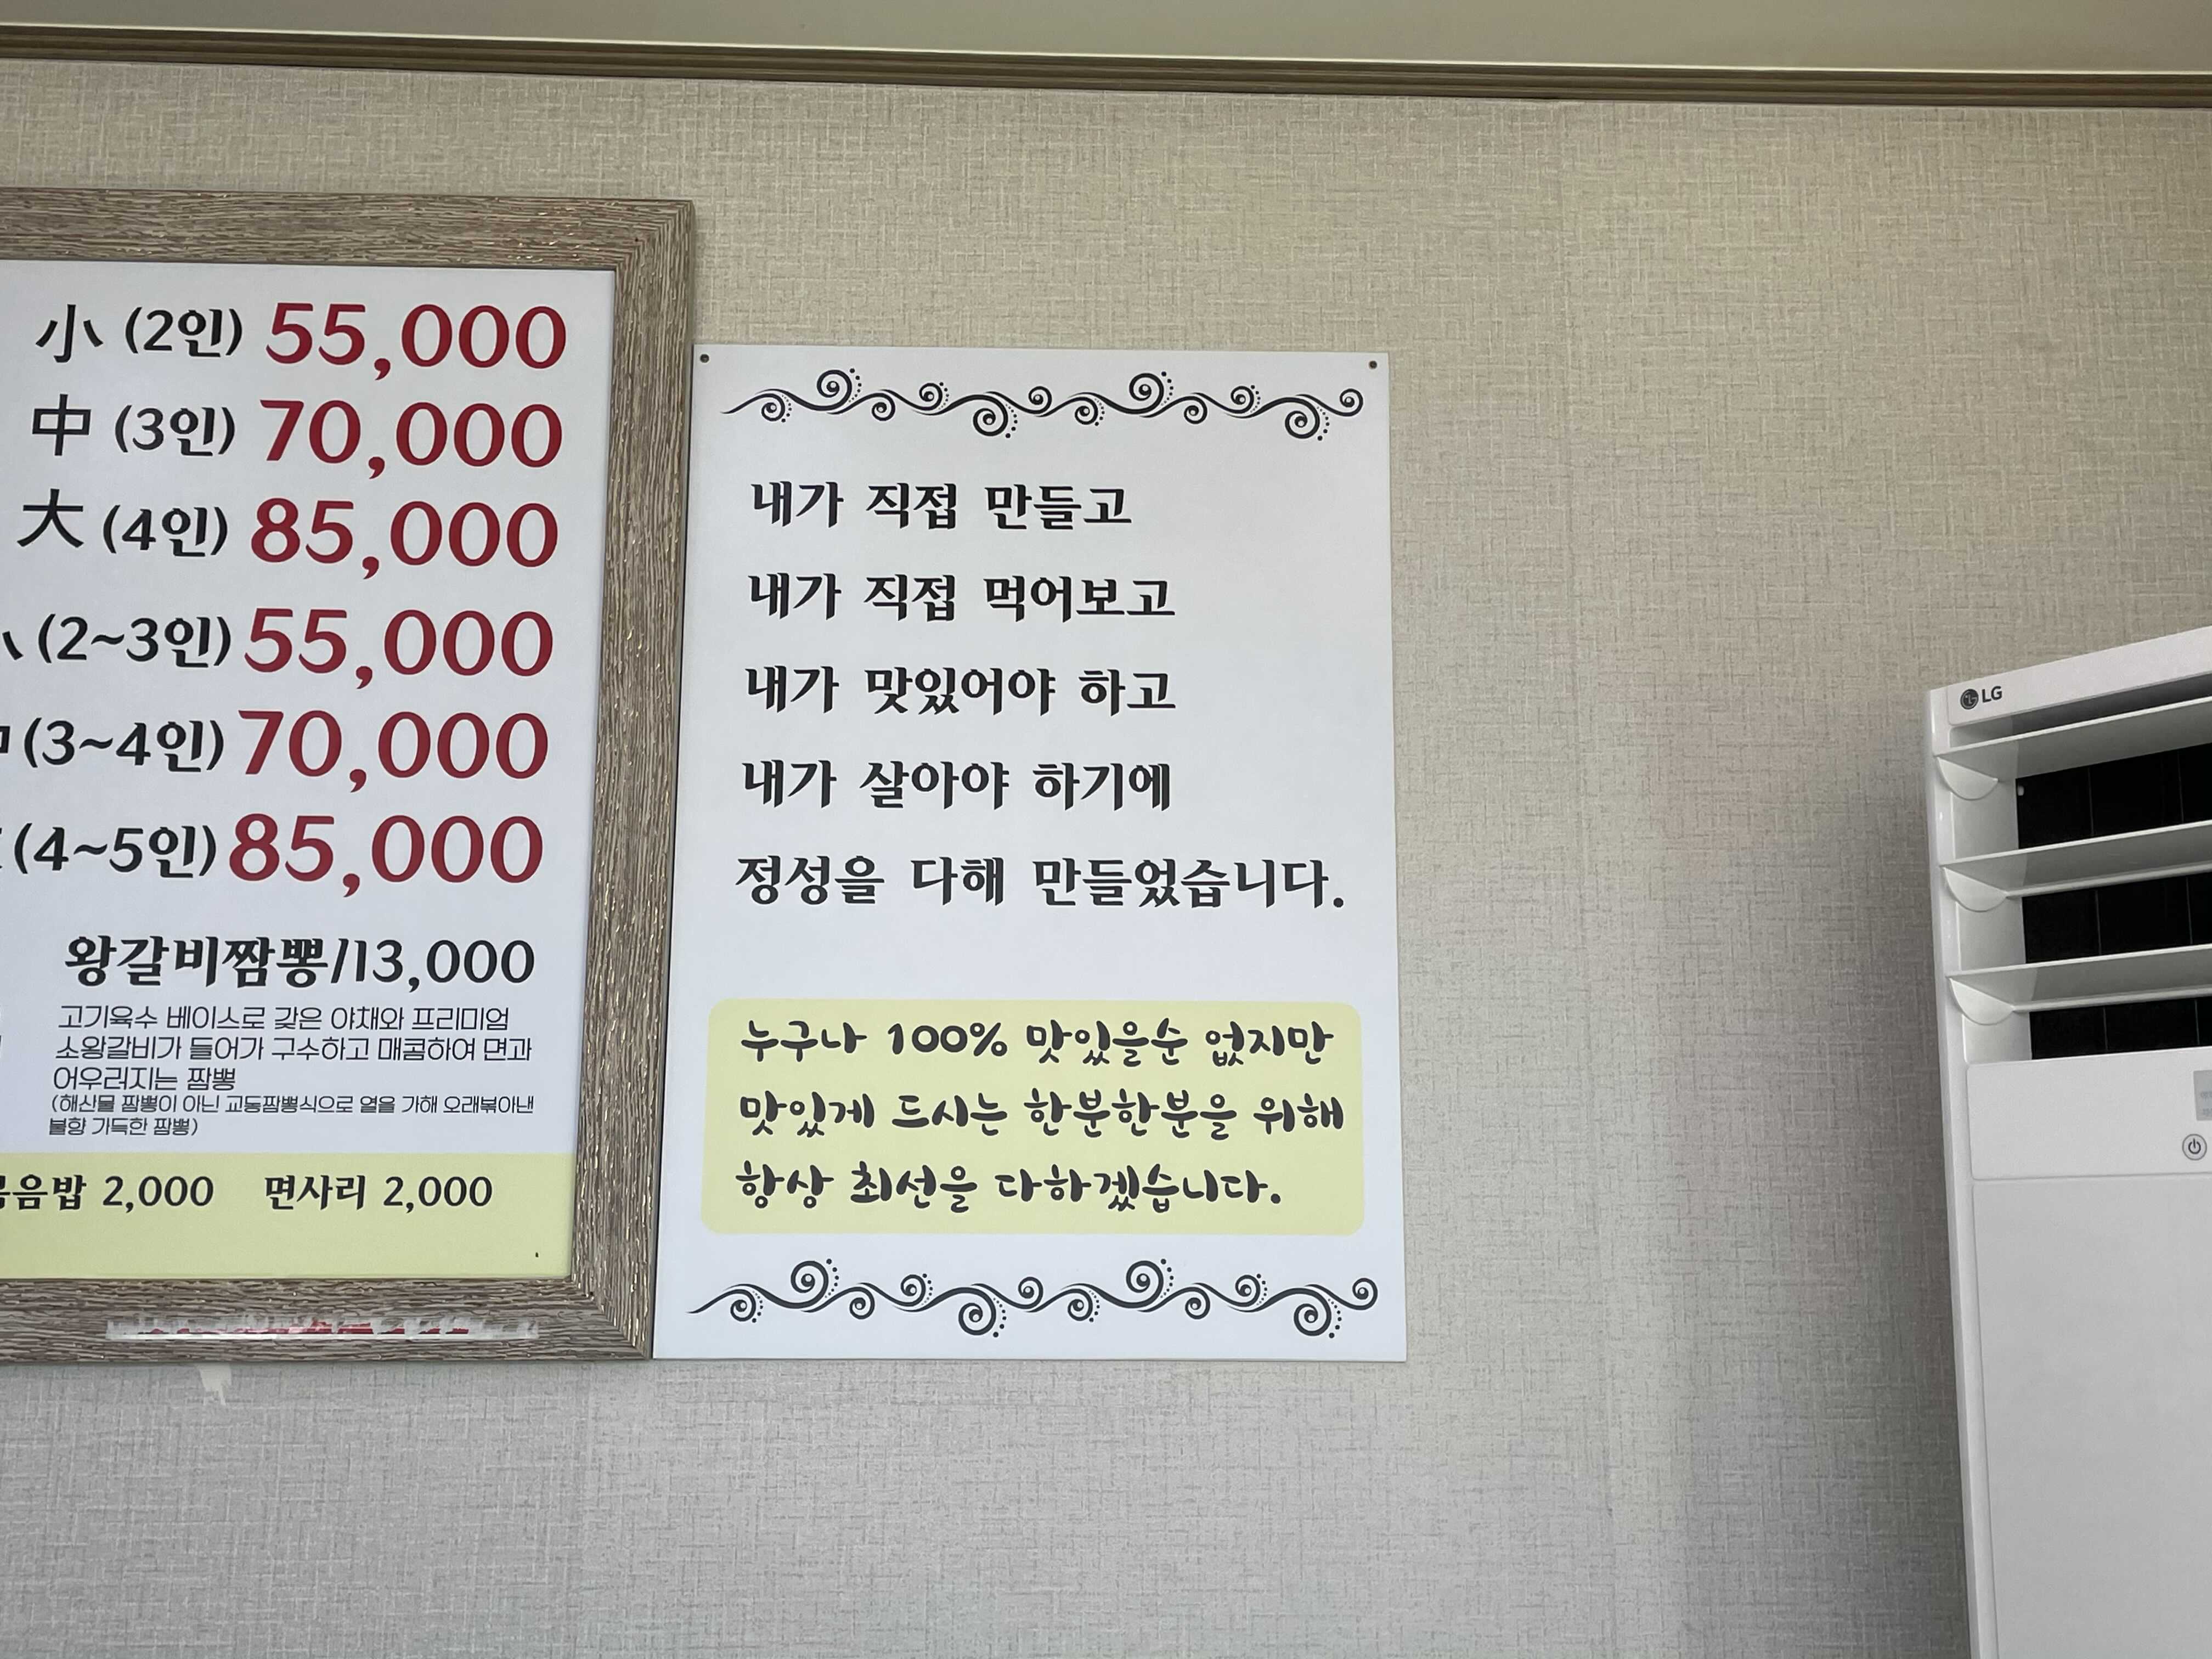 小 (2인) 55,000
中 (3인) 70,000
大 (4인) 85,000
(2~3인) 55,000
(3~4인) 70,000
(4~5인) 85,000
왕갈비짬뽕/13,000
고기육수 베이스로 갖은 야채와 프리미엄
소왕갈비가 들어가 구수하고 매콤하여 면과
어우러지는 짬뽕
(해산물 짬뽕이 아닌 교동짬뽕식으로 열을 가해 오래볶아낸
불향 가득한 짬뽕)
2,000 면사리 2,000
내가 직접 만들고
내가 직접 먹어보고
내가 맛있어야 하고
내가 살아야 하기에
정성을 다해 만들었습니다.
누구나 100% 맛있을순 없지만
맛있게 드시는 한분한분을 위해
항상 최선을 다하겠습니다.
LG